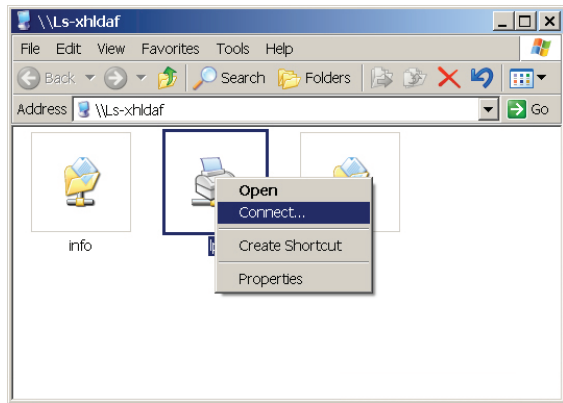 \\Ls-xhldaf
File Edit View Favorites Tools Help
Back Search Folders
Address \\Ls-xhldaf Go
Open
Connect...
info
Create Shortcut
Properties